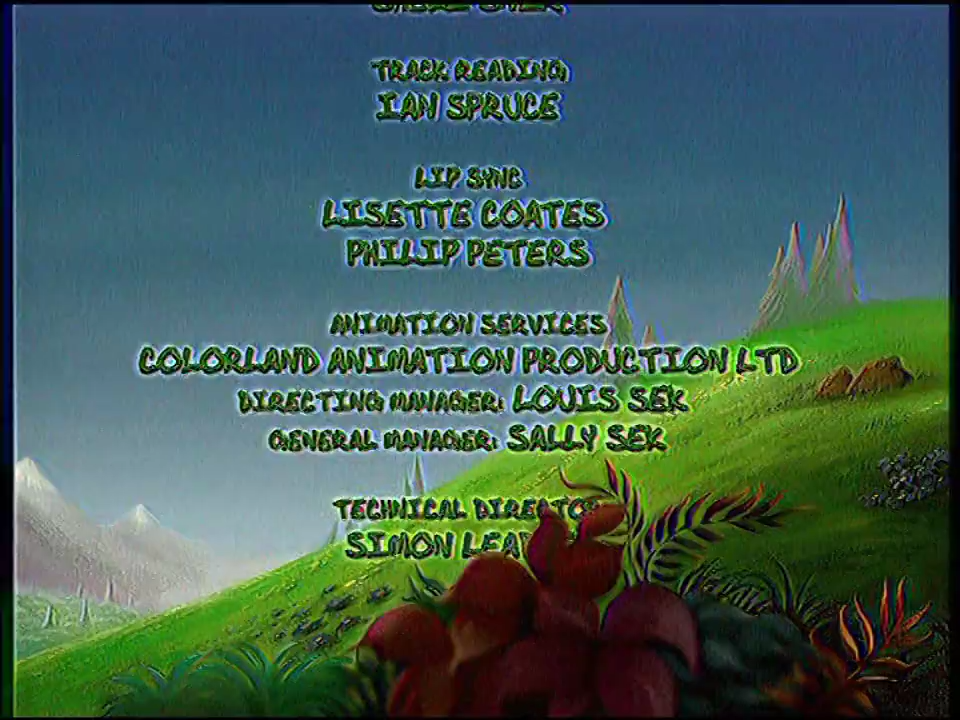 TRACK READING
IAN SPRUCE
LIP SYNC
LISETTE COATES
PHILIP PETERS
ANIMATION SERVICES
COLORLAND ANIMATION PRODUCTION LTD
DIRECTING MANAGER: LOUIS SEK
GENERAL MANAGER: SALLY SEK
TECHNICAL DIRECTOR
SIMON